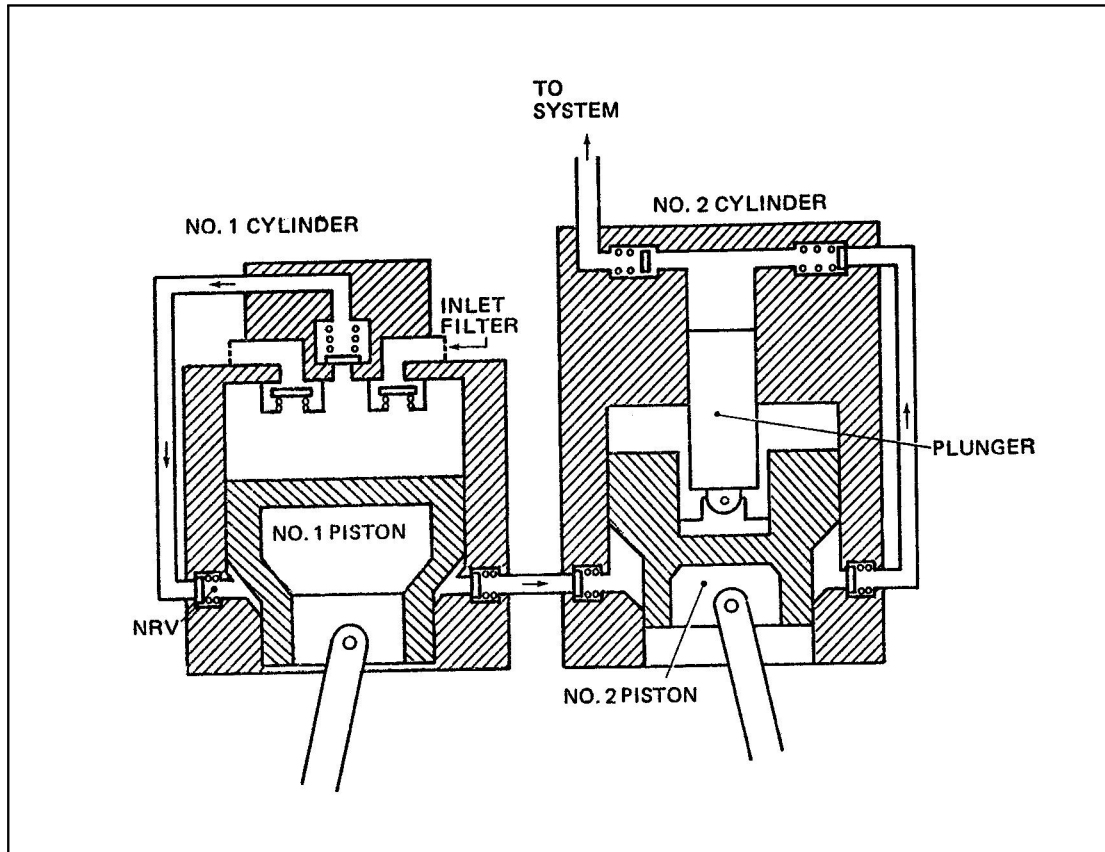 TO
SYSTEM
NO. 1 CYLINDER
NO. 2 CYLINDER
INLET
FILTER
PLUNGER
NO. 1 PISTON
NRV
NO. 2 PISTON